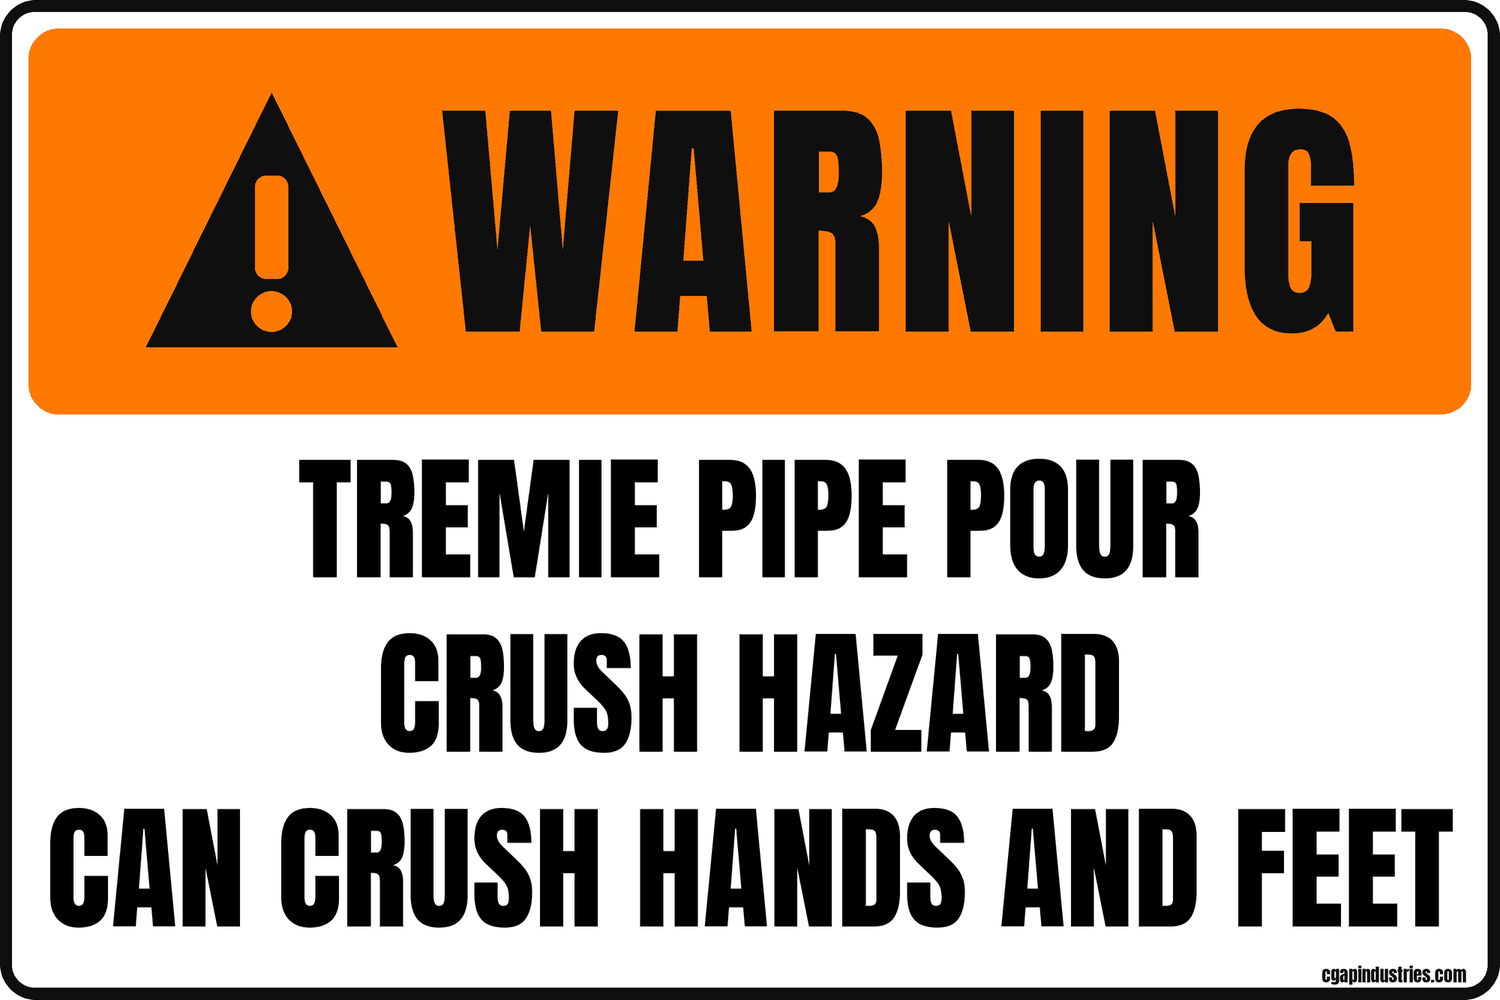 WARNING
TREMIE PIPE POUR
CRUSH HAZARD
CAN CRUSH HANDS AND FEET
cgapindustries.com